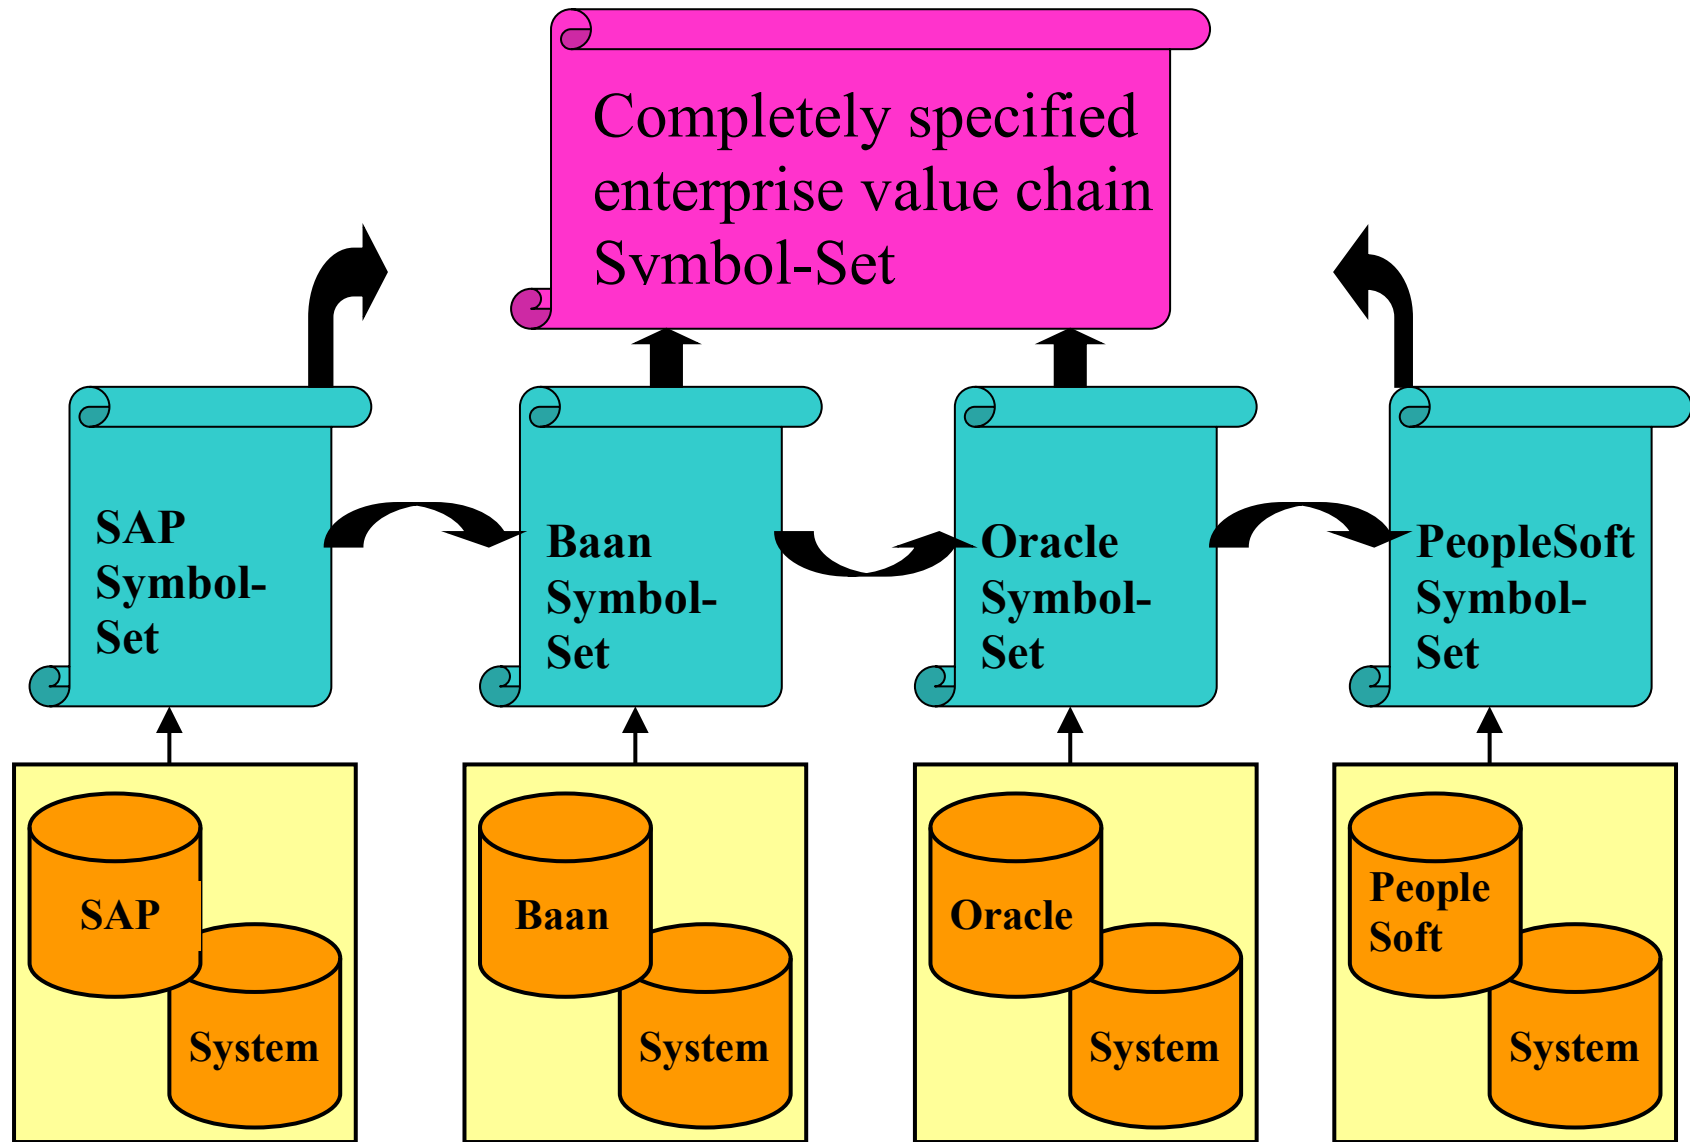 Completely specified
enterprise value chain
Symbol-Set
SAP
Symbol-
Set
Baan
Symbol-
Set
Oracle
Symbol-
Set
PeopleSoft
Symbol-
Set
SAP
System
Baan
System
Oracle
System
People
Soft
System